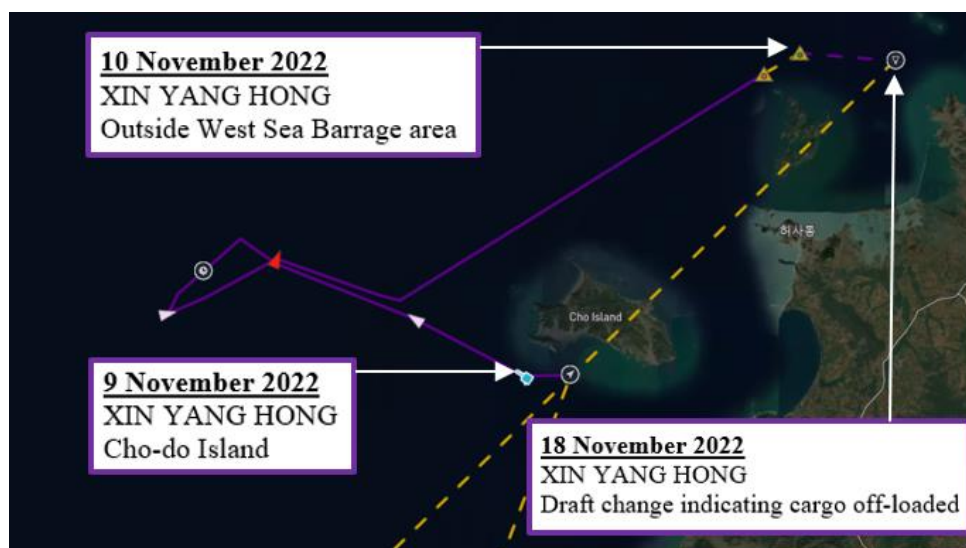 10 November 2022
XIN YANG HONG
Outside West Sea Barrage area
허사동
Cho Island
9 November 2022
XIN YANG HONG
Cho-do Island
18 November 2022
XIN YANG HONG
Draft change indicating cargo off-loaded